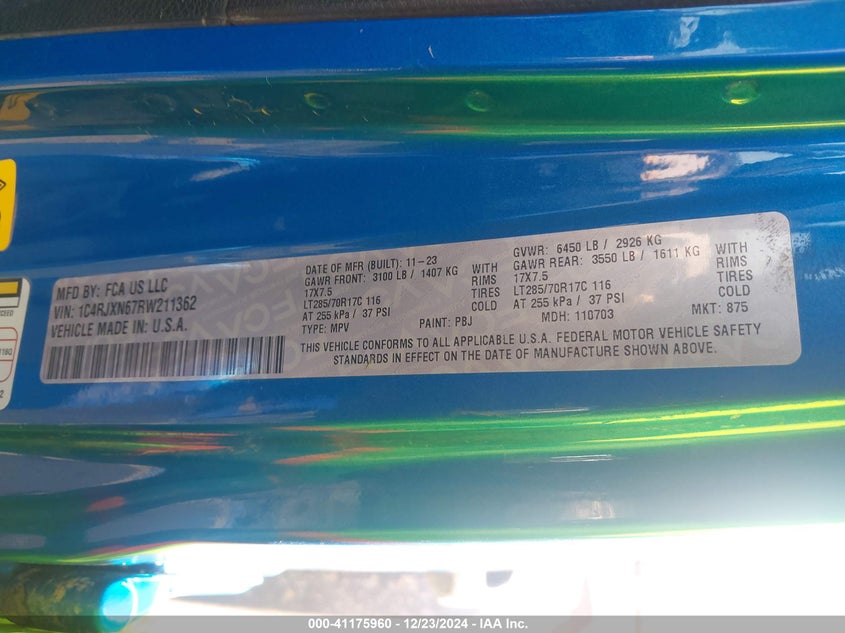 MFD BY: FCA US LLC
VIN: 1C4RJXN67RW211362
VEHICLE MADE IN: U.S.A.
DATE OF MFR (BUILT): 11-23
GAWR FRONT: 3100 LB / 1407 KG WITH
17X7.5 RIMS
LT285/70R17C 116 TIRES
AT 255 kPa / 37 PSI COLD
TYPE: MPV PAINT: PBJ
GVWR: 6450 LB / 2926 KG
GAWR REAR: 3550 LB / 1611 KG WITH
17X7.5 RIMS
LT285/70R17C 116 TIRES
AT 255 kPa / 37 PSI COLD
MDH: 110703 MKT: 875
THIS VEHICLE CONFORMS TO ALL APPLICABLE U.S.A. FEDERAL MOTOR VEHICLE SAFETY
STANDARDS IN EFFECT ON THE DATE OF MANUFACTURE SHOWN ABOVE.
000-41175960 - 12/23/2024 - IAA Inc.